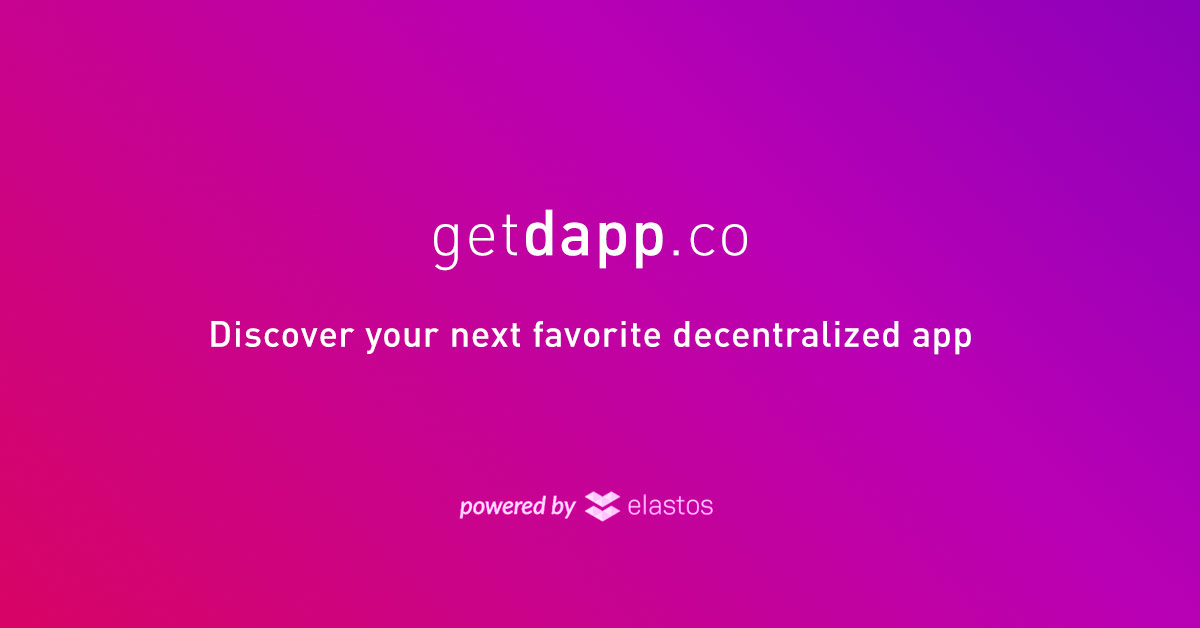 getdapp.co
Discover your next favorite decentralized app
powered by elastos